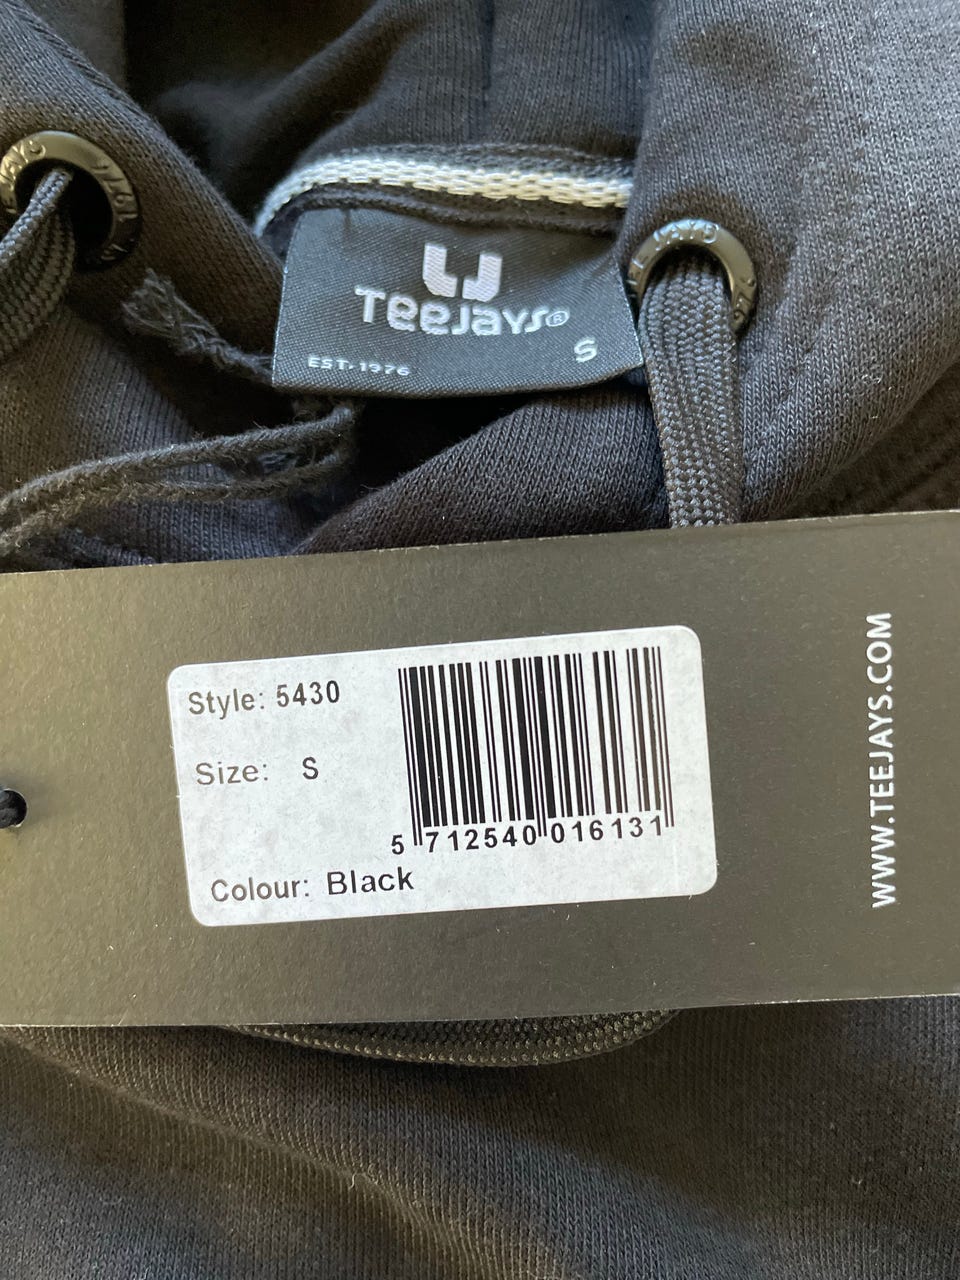 TEEJAYS®
S
EST. 1976
Style: 5430
Size: S
5 712540 016131
Colour: Black
WWW.TEEJAYS.COM